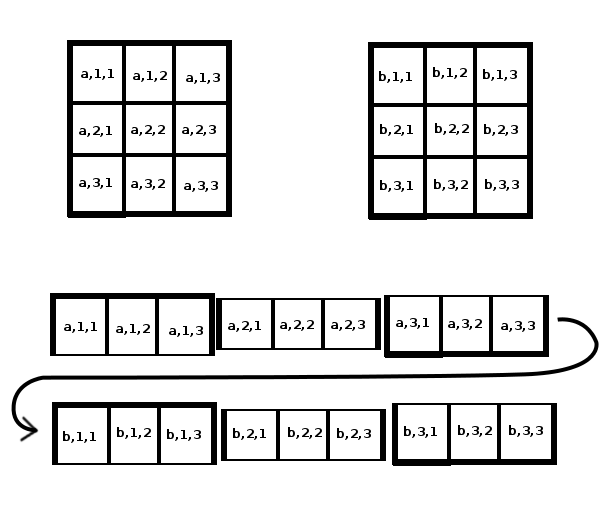 a,1,1 a,1,2 a,1,3 b,1,1 b,1,2 b,1,3
a,2,1 a,2,2 a,2,3 b,2,1 b,2,2 b,2,3
a,3,1 a,3,2 a,3,3 b,3,1 b,3,2 b,3,3
a,1,1 a,1,2 a,1,3 a,2,1 a,2,2 a,2,3 a,3,1 a,3,2 a,3,3
b,1,1 b,1,2 b,1,3 b,2,1 b,2,2 b,2,3 b,3,1 b,3,2 b,3,3